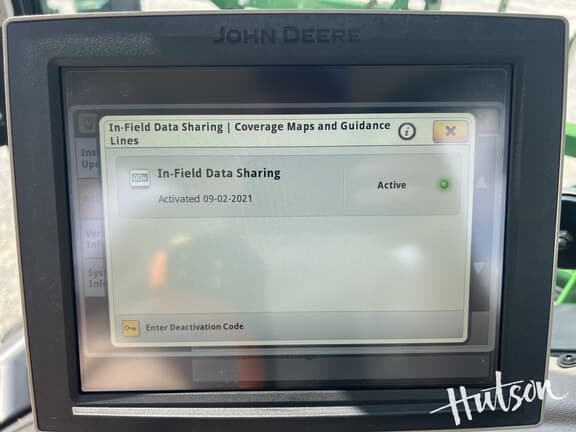 JOHN DEERE
In-Field Data Sharing | Coverage Maps and Guidance
Lines
In-Field Data Sharing
Active
Activated 09-02-2021
Enter Deactivation Code
Hutson